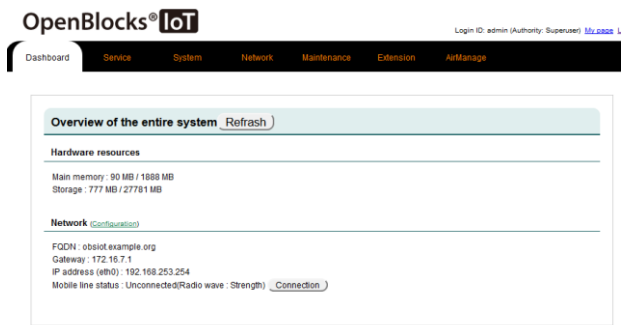 OpenBlocks® IoT
Login ID: admin (Authority: Superuser) My page L
Dashboard Service System Network Maintenance Extension AirManage
Overview of the entire system Refrash
Hardware resources
Main memory : 90 MB / 1888 MB
Storage : 777 MB / 27781 MB
Network (Configuration)
FQDN : obsiot.example.org
Gateway : 172.16.7.1
IP address (eth0) : 192.168.253.254
Mobile line status : Unconnected(Radio wave : Strength) Connection